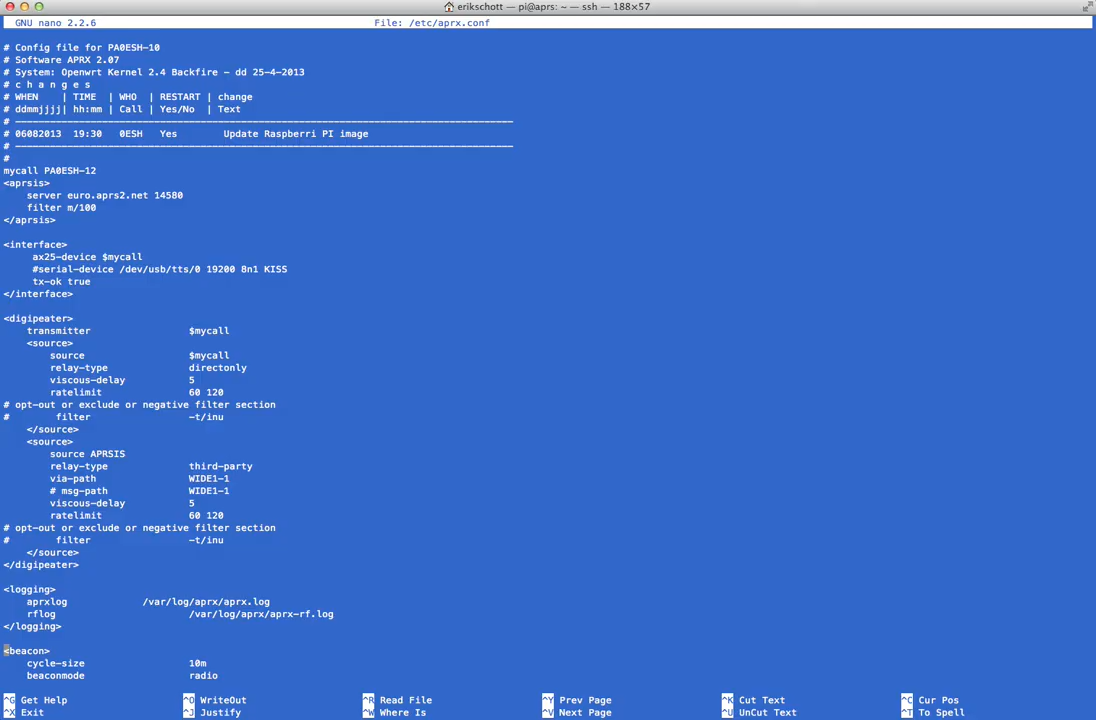 erikschott — pi@aprs: ~ — ssh — 188×57
GNU nano 2.2.6 File: /etc/aprx.conf
# Config file for PA0ESH-10
# Software APRX 2.07
# System: Openwrt Kernel 2.4 Backfire - dd 25-4-2013
# c h a n g e s
# WHEN | TIME | WHO | RESTART | change
# ddmmjjjj| hh:mm | Call | Yes/No | Text
# --------------------------------------------------------------------------------------
# 06082013 19:30 0ESH Yes Update Raspberri PI image
# --------------------------------------------------------------------------------------
#
mycall PA0ESH-12
<aprsis>
server euro.aprs2.net 14580
filter m/100
</aprsis>
<interface>
ax25-device $mycall
#serial-device /dev/usb/tts/0 19200 8n1 KISS
tx-ok true
</interface>
<digipeater>
transmitter $mycall
<source>
source $mycall
relay-type directonly
viscous-delay 5
ratelimit 60 120
# opt-out or exclude or negative filter section
# filter -t/inu
</source>
<source>
source APRSIS
relay-type third-party
via-path WIDE1-1
# msg-path WIDE1-1
viscous-delay 5
ratelimit 60 120
# opt-out or exclude or negative filter section
# filter -t/inu
</source>
</digipeater>
<logging>
aprxlog /var/log/aprx/aprx.log
rflog /var/log/aprx/aprx-rf.log
</logging>
<beacon>
cycle-size 10m
beaconmode radio
^G Get Help ^O WriteOut ^R Read File ^Y Prev Page ^K Cut Text ^C Cur Pos
^X Exit ^J Justify ^W Where Is ^V Next Page ^U UnCut Text ^T To Spell